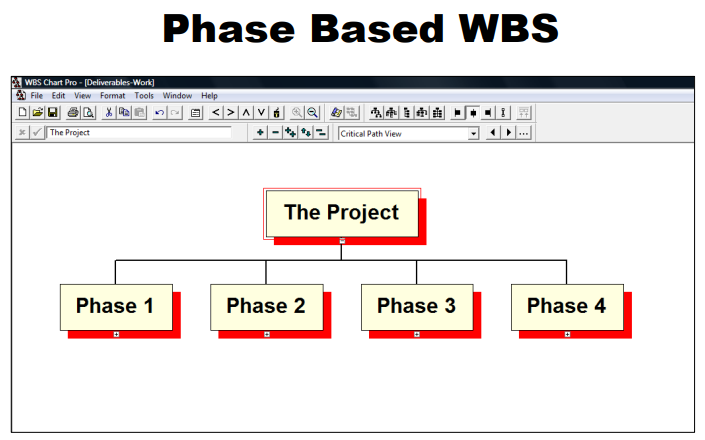 Phase Based WBS
WBS Chart Pro - [Deliverables-Work]
File Edit View Format Tools Window Help
The Project
Critical Path View
The Project
Phase 1 Phase 2 Phase 3 Phase 4